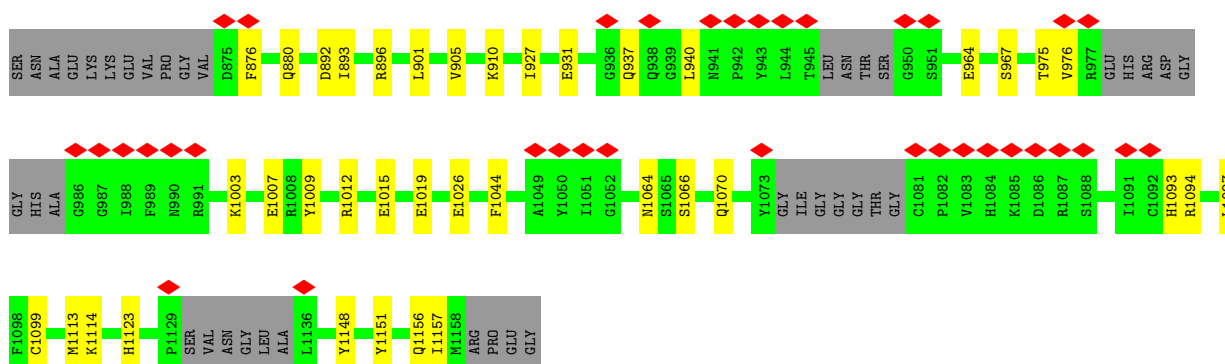 SER ASN ALA GLU LYS LYS GLU VAL PRO GLY VAL D875 F876 Q880 D892 I893 R896 L901 V905 K910 I927 E931 G936 Q937 Q938 G939 L940 N941 P942 Y943 L944 T945 LEU ASN THR SER G950 S951 E964 S967 T975 V976 R977 GLU HIS ARG ASP GLY
GLY HIS ALA G986 G987 I988 F989 N990 R991 K1003 E1007 R1008 Y1009 R1012 E1015 E1019 E1026 F1044 A1049 Y1050 I1051 G1052 N1064 S1065 S1066 Q1070 Y1073 GLY ILE GLY GLY GLY THR GLY C1081 P1082 V1083 H1084 K1085 D1086 R1087 S1088 I1091 C1092 H1093 R1094
F1098 C1099 M1113 K1114 H1123 P1129 SER VAL ASN GLY LEU ALA L1136 Y1148 Y1151 Q1156 I1157 M1158 ARG PRO GLU GLY